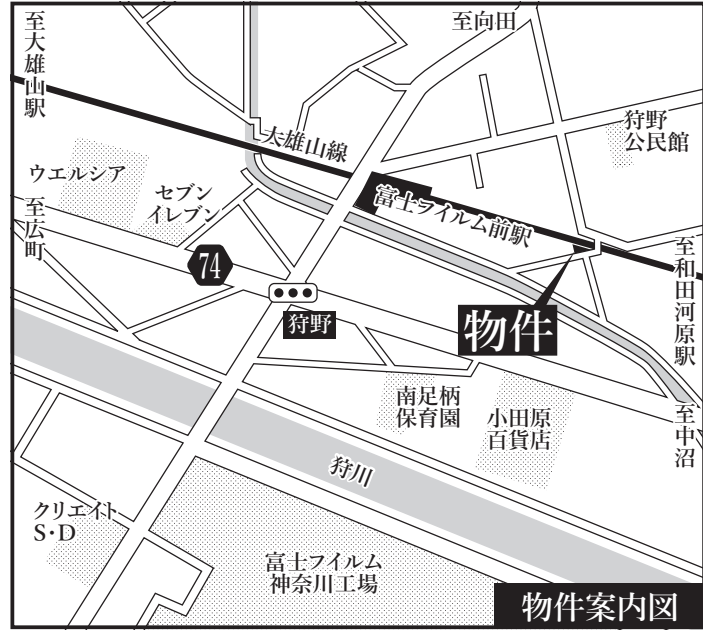 至大雄山駅
至向田
狩野
公民館
大雄山線
ウエルシア
セブン
イレブン
富士フイルム前駅
至広町
74
至和田河原駅
狩野
物件
南足柄
保育園
小田原
百貨店
至中沼
狩川
クリエイト
S・D
富士フイルム
神奈川工場
物件案内図